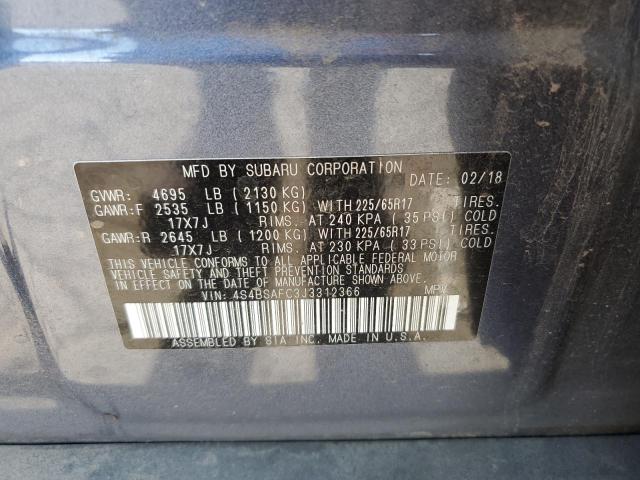 MFD BY SUBARU CORPORATION DATE: 02/18
GVWR: 4695 LB (2130 KG)
GAWR:F 2535 LB (1150 KG) WITH 225/65R17 TIRES.
17X7J RIMS. AT 240 KPA (35 PSI) COLD
GAWR:R 2645 LB (1200 KG) WITH 225/65R17 TIRES.
17X7J RIMS. AT 230 KPA (33 PSI) COLD
THIS VEHICLE CONFORMS TO ALL APPLICABLE FEDERAL MOTOR
VEHICLE SAFETY AND THEFT PREVENTION STANDARDS
IN EFFECT ON THE DATE OF MANUFACTURE SHOWN ABOVE.
VIN: 4S4BSAFC3J3312366 MPV
ASSEMBLED BY SIA INC. MADE IN U.S.A.